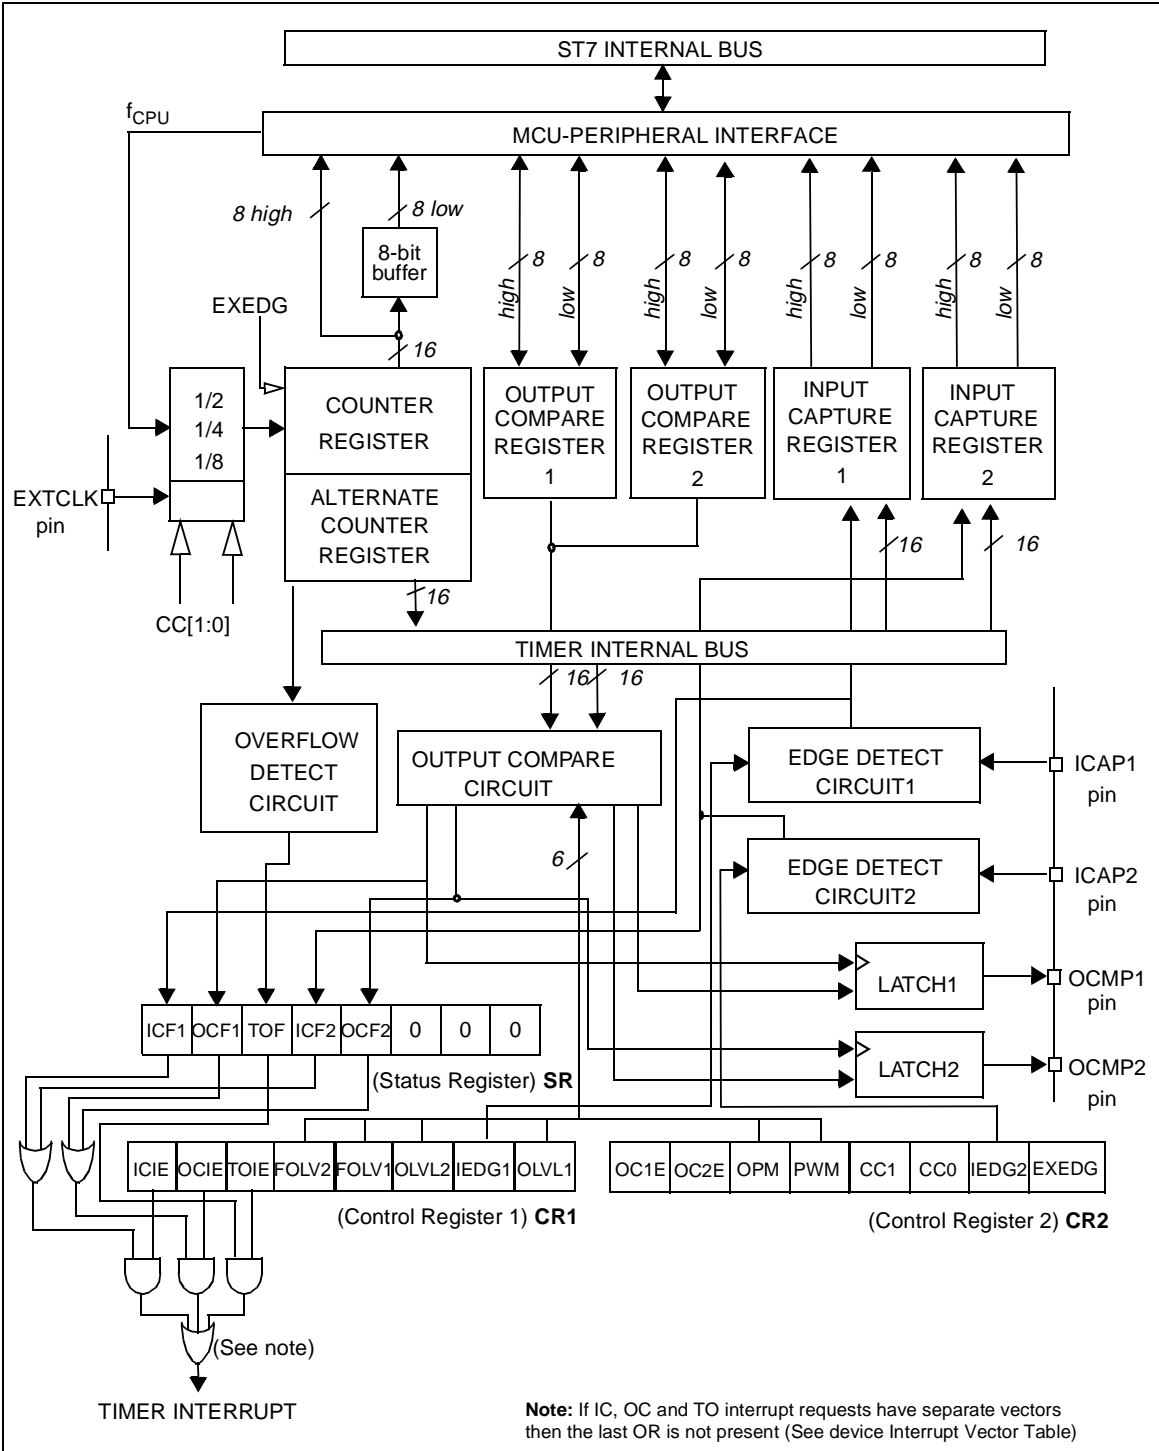 ST7 INTERNAL BUS
fCPU
MCU-PERIPHERAL INTERFACE
8 high
8 low
8-bit
buffer
high
8
low
8
high
8
low
8
high
8
low
8
high
8
low
8
EXEDG
16
1/2
1/4
1/8
COUNTER
REGISTER
ALTERNATE
COUNTER
REGISTER
OUTPUT
COMPARE
REGISTER
1
OUTPUT
COMPARE
REGISTER
2
INPUT
CAPTURE
REGISTER
1
INPUT
CAPTURE
REGISTER
2
EXTCLK
pin
CC[1:0]
16
16
16
TIMER INTERNAL BUS
16
16
OVERFLOW
DETECT
CIRCUIT
OUTPUT COMPARE
CIRCUIT
6
EDGE DETECT
CIRCUIT1
ICAP1
pin
EDGE DETECT
CIRCUIT2
ICAP2
pin
LATCH1
OCMP1
pin
LATCH2
OCMP2
pin
ICF1 OCF1 TOF ICF2 OCF2 0 0 0
(Status Register) SR
ICIE OCIE TOIE FOLV2 FOLV1 OLVL2 IEDG1 OLVL1
(Control Register 1) CR1
OC1E OC2E OPM PWM CC1 CC0 IEDG2 EXEDG
(Control Register 2) CR2
(See note)
TIMER INTERRUPT
Note: If IC, OC and TO interrupt requests have separate vectors
then the last OR is not present (See device Interrupt Vector Table)